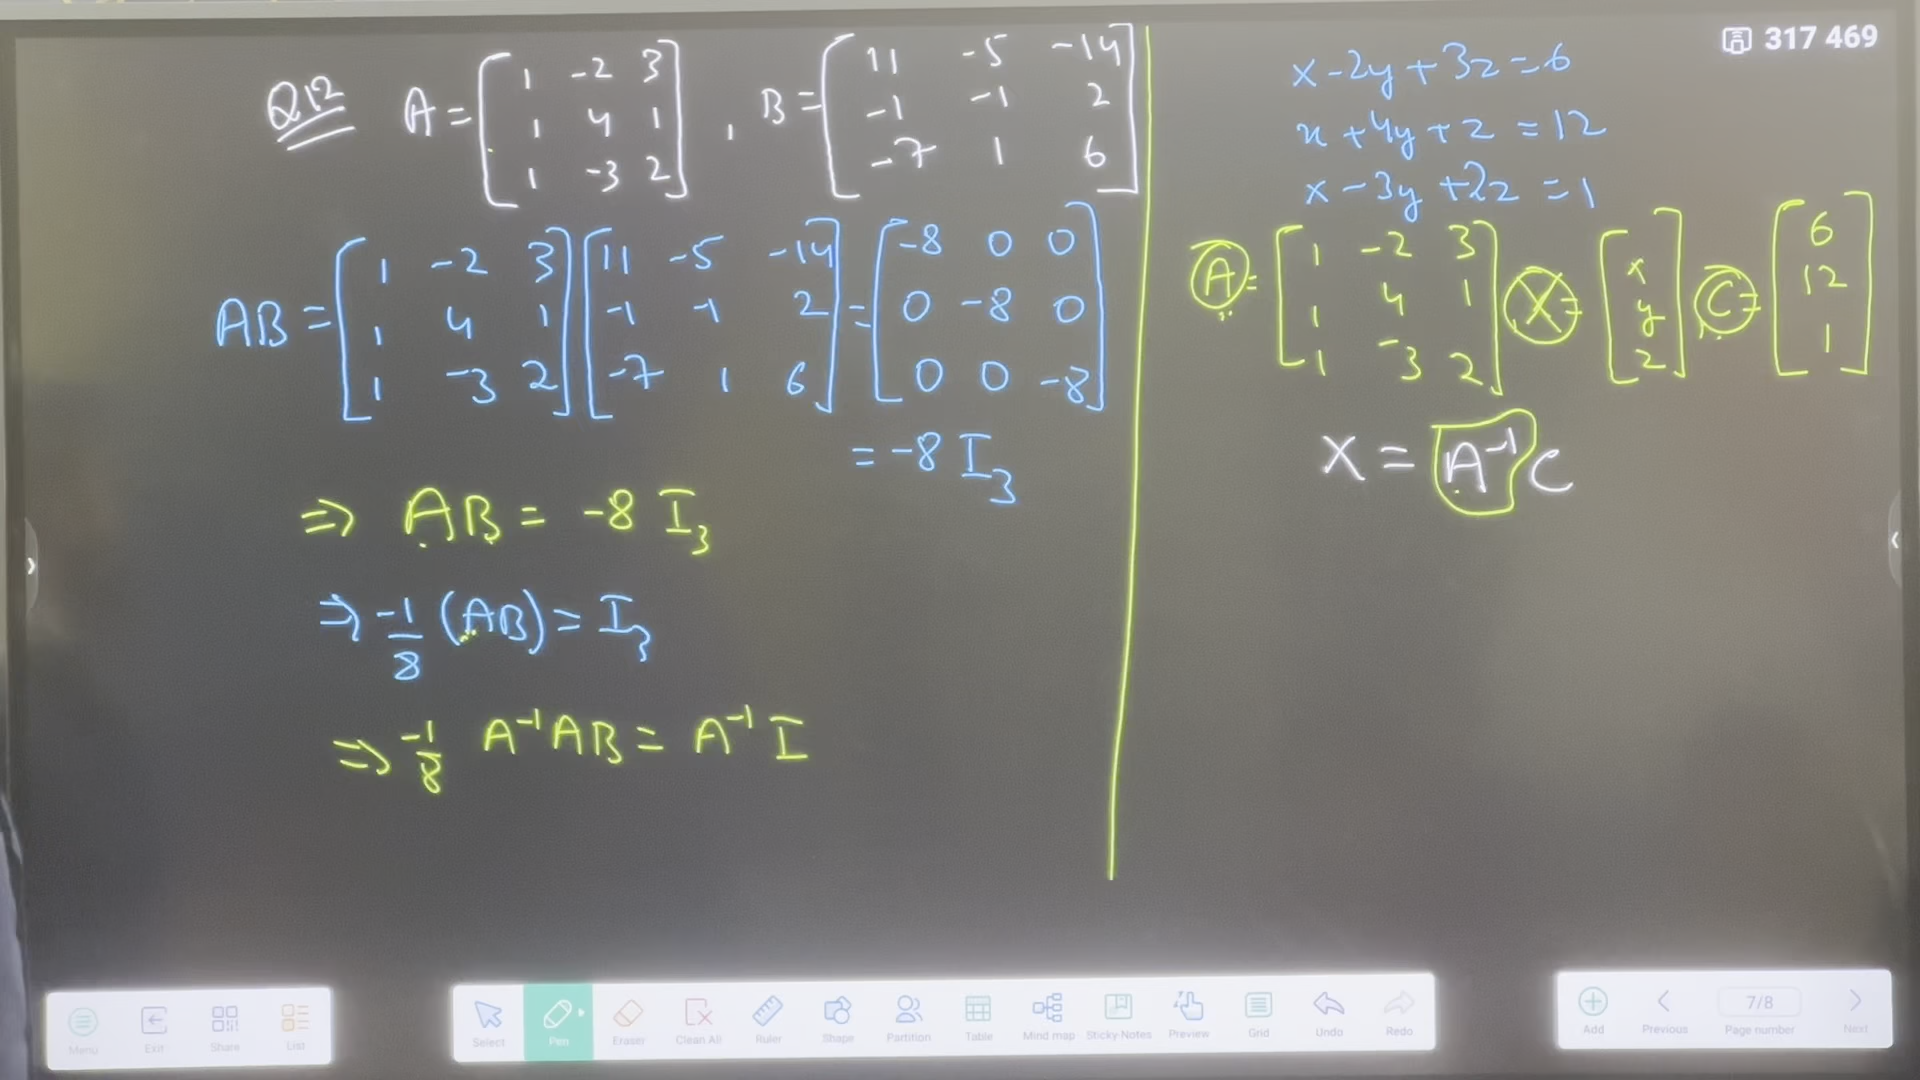 317 469
Q12 A = [1 -2 3; 1 4 1; 1 -3 2], B = [11 -5 -14; -1 -1 2; -7 1 6]
AB = [1 -2 3; 1 4 1; 1 -3 2] [11 -5 -14; -1 -1 2; -7 1 6] = [-8 0 0; 0 -8 0; 0 0 -8]
= -8 I₃
⇒ AB = -8 I₃
⇒ -1/8 (AB) = I₃
⇒ -1/8 A⁻¹AB = A⁻¹ I
x - 2y + 3z = 6
x + 4y + z = 12
x - 3y + 2z = 1
A = [1 -2 3; 1 4 1; 1 -3 2] X = [x; y; z] C = [6; 12; 1]
X = A⁻¹ C
Menu Exit Share List
Select Pen Eraser Clean All Ruler Shape Partition Table Mind map Sticky Notes Preview Grid Undo Redo
7/8
Add Previous Page number Next